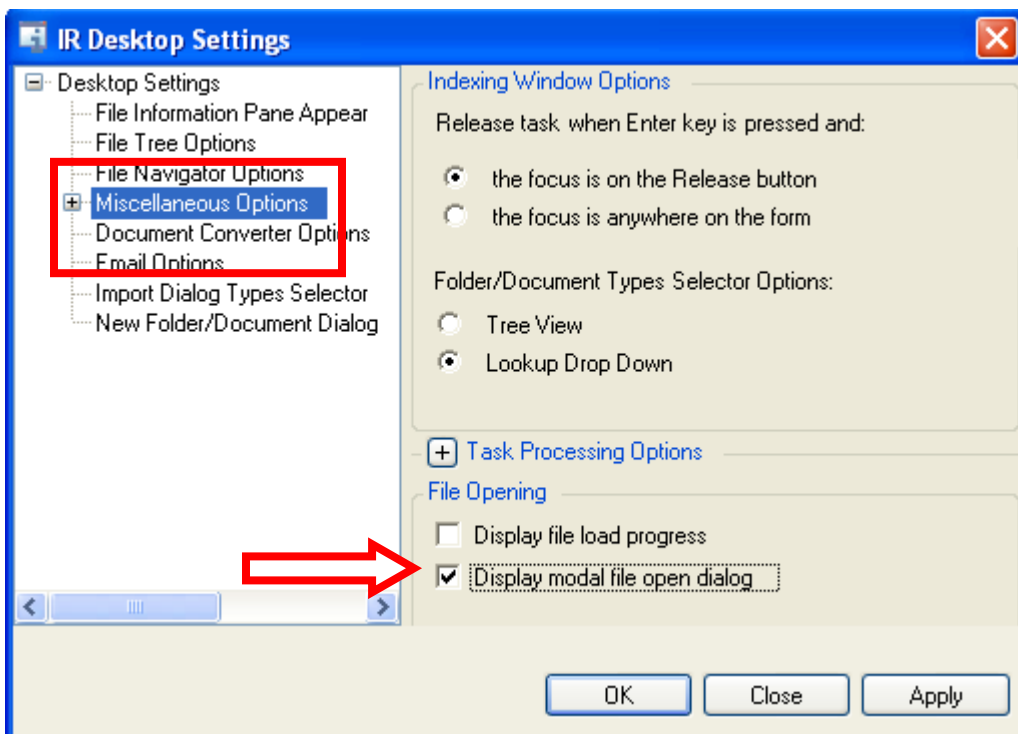 IR Desktop Settings
Desktop Settings
File Information Pane Appear
File Tree Options
File Navigator Options
Miscellaneous Options
Document Converter Options
Email Options
Import Dialog Types Selector
New Folder/Document Dialog
Indexing Window Options
Release task when Enter key is pressed and:
the focus is on the Release button
the focus is anywhere on the form
Folder/Document Types Selector Options:
Tree View
Lookup Drop Down
Task Processing Options
File Opening
Display file load progress
Display modal file open dialog
OK
Close
Apply